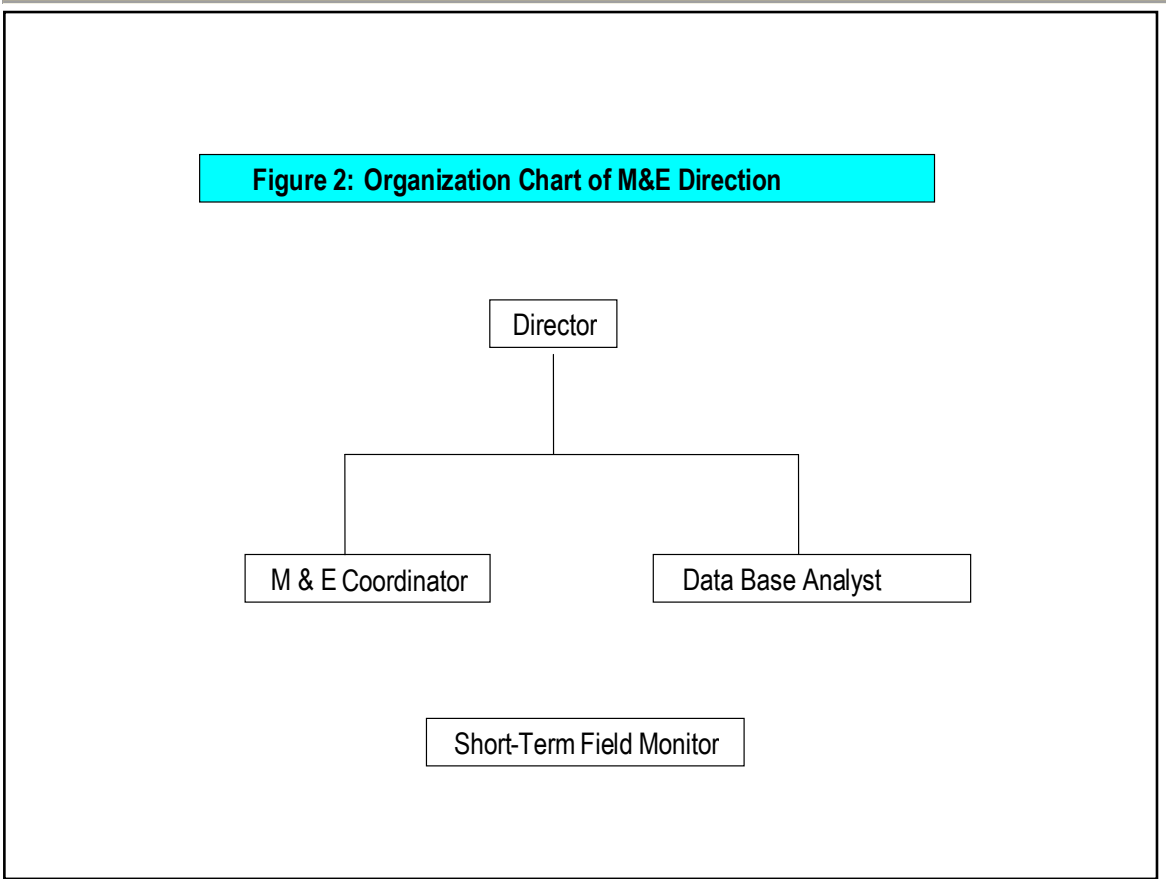 Figure 2: Organization Chart of M&E Direction
Director
M & E Coordinator
Data Base Analyst
Short-Term Field Monitor